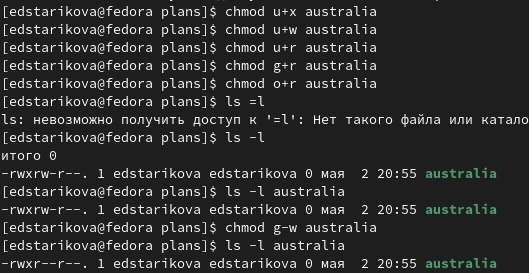 [edstarikova@fedora plans]$ chmod u+x australia
[edstarikova@fedora plans]$ chmod u+w australia
[edstarikova@fedora plans]$ chmod u+r australia
[edstarikova@fedora plans]$ chmod g+r australia
[edstarikova@fedora plans]$ chmod o+r australia
[edstarikova@fedora plans]$ ls =l
ls: невозможно получить доступ к '=l': Нет такого файла или катало
[edstarikova@fedora plans]$ ls -l
итого 0
-rwxrw-r--. 1 edstarikova edstarikova 0 мая  2 20:55 australia
[edstarikova@fedora plans]$ ls -l australia
-rwxrw-r--. 1 edstarikova edstarikova 0 мая  2 20:55 australia
[edstarikova@fedora plans]$ chmod g-w australia
[edstarikova@fedora plans]$ ls -l australia
-rwxr--r--. 1 edstarikova edstarikova 0 мая  2 20:55 australia